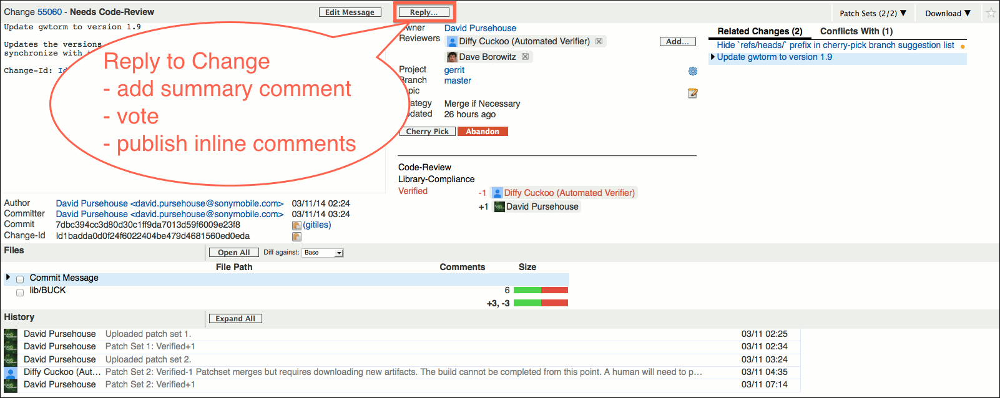 Change 55060 - Needs Code-Review
Edit Message
Reply...
Patch Sets (2/2) ▼
Download ▼
Update gwtorm to version 1.9
Updates the versions
synchronize with
Change-Id:
Reply to Change
- add summary comment
- vote
- publish inline comments
Owner David Pursehouse
Reviewers Diffy Cuckoo (Automated Verifier)
Add...
Dave Borowitz
Project gerrit
Branch master
Topic
Strategy Merge if Necessary
Updated 26 hours ago
Cherry Pick Abandon
Code-Review
Library-Compliance
Verified -1 Diffy Cuckoo (Automated Verifier)
+1 David Pursehouse
Related Changes (2) Conflicts With (1)
Hide `refs/heads/` prefix in cherry-pick branch suggestion list
Update gwtorm to version 1.9
Author David Pursehouse <david.pursehouse@sonymobile.com> 03/11/14 02:24
Committer David Pursehouse <david.pursehouse@sonymobile.com> 03/11/14 03:24
Commit 7dbc394cc3d80d30c1ff9da7013d59f6009e23f8 (gitiles)
Change-Id Id1badda0d0f24f6022404be479d4681560ed0eda
Files Open All Diff against: Base
File Path Comments Size
Commit Message
lib/BUCK 6
+3, -3
History Expand All
David Pursehouse Uploaded patch set 1. 03/11 02:25
David Pursehouse Patch Set 1: Verified+1 03/11 02:34
David Pursehouse Uploaded patch set 2. 03/11 03:24
Diffy Cuckoo (Aut... Patch Set 2: Verified-1 Patchset merges but requires downloading new artifacts. The build cannot be completed from this point. A human will need to p... 03/11 04:35
David Pursehouse Patch Set 2: Verified+1 03/11 07:14